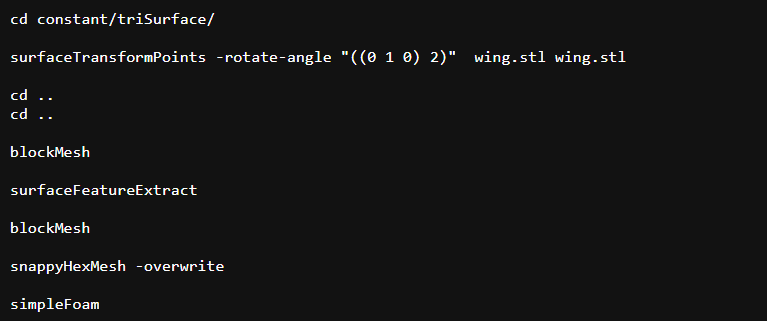 cd constant/triSurface/
surfaceTransformPoints -rotate-angle "((0 1 0) 2)"  wing.stl wing.stl
cd ..
cd ..
blockMesh
surfaceFeatureExtract
blockMesh
snappyHexMesh -overwrite
simpleFoam